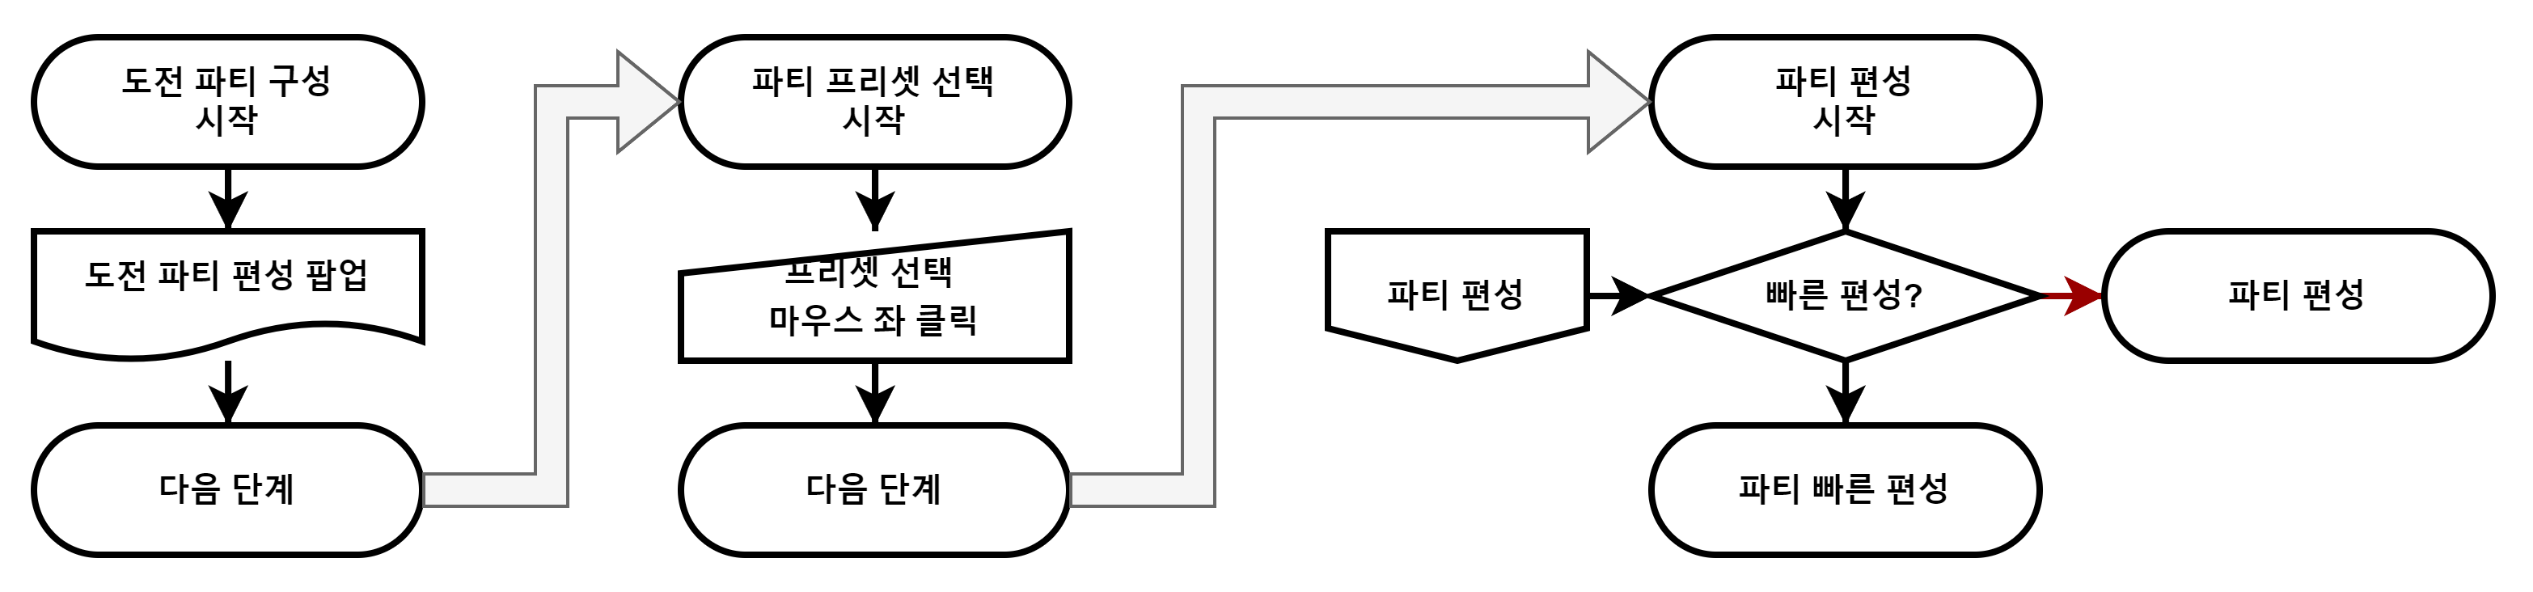 도전 파티 구성
시작
도전 파티 편성 팝업
다음 단계
파티 프리셋 선택
시작
프리셋 선택
마우스 좌 클릭
다음 단계
파티 편성
시작
파티 편성
빠른 편성?
파티 편성
파티 빠른 편성